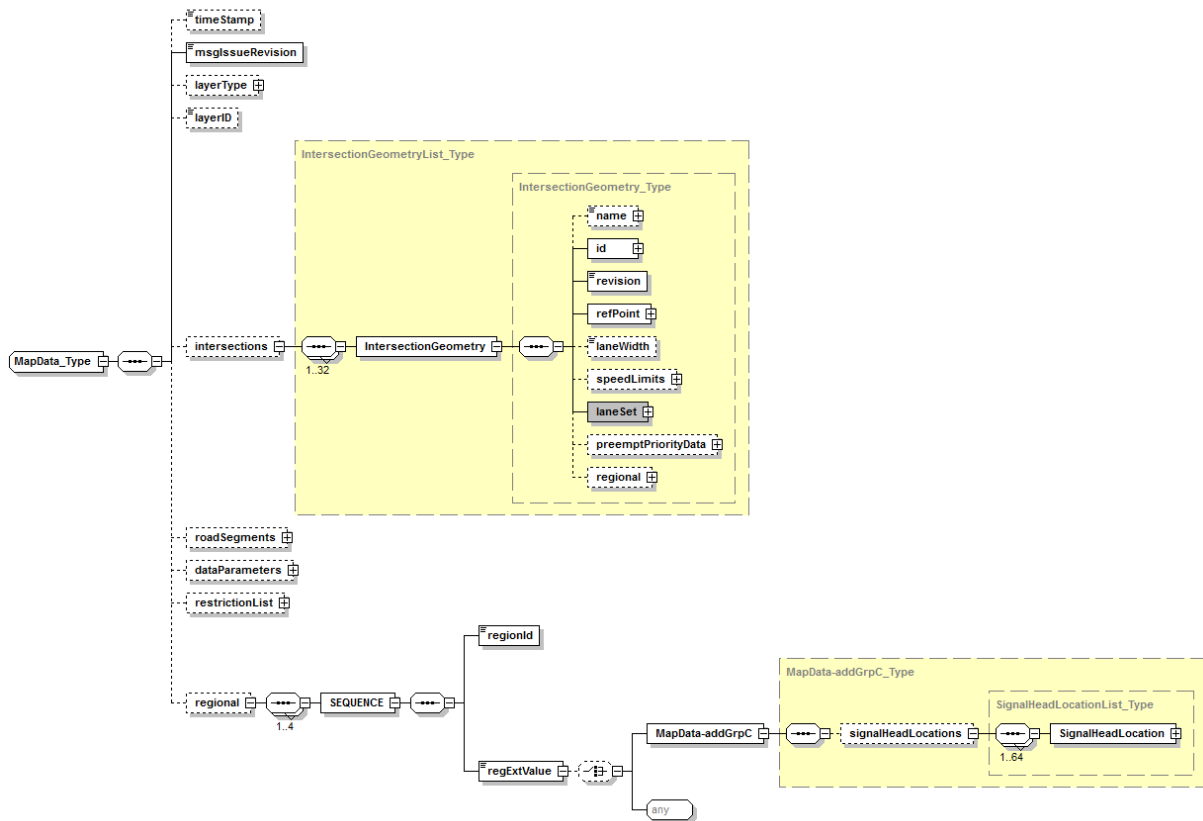 timeStamp
msgIssueRevision
layerType
layerID
IntersectionGeometryList_Type
IntersectionGeometry_Type
name
id
revision
refPoint
MapData_Type
intersections
1..32
IntersectionGeometry
laneWidth
speedLimits
laneSet
preemptPriorityData
regional
roadSegments
dataParameters
restrictionList
regional
1..4
SEQUENCE
regionId
regExtValue
MapData-addGrpC_Type
SignalHeadLocationList_Type
MapData-addGrpC
signalHeadLocations
1..64
SignalHeadLocation
any